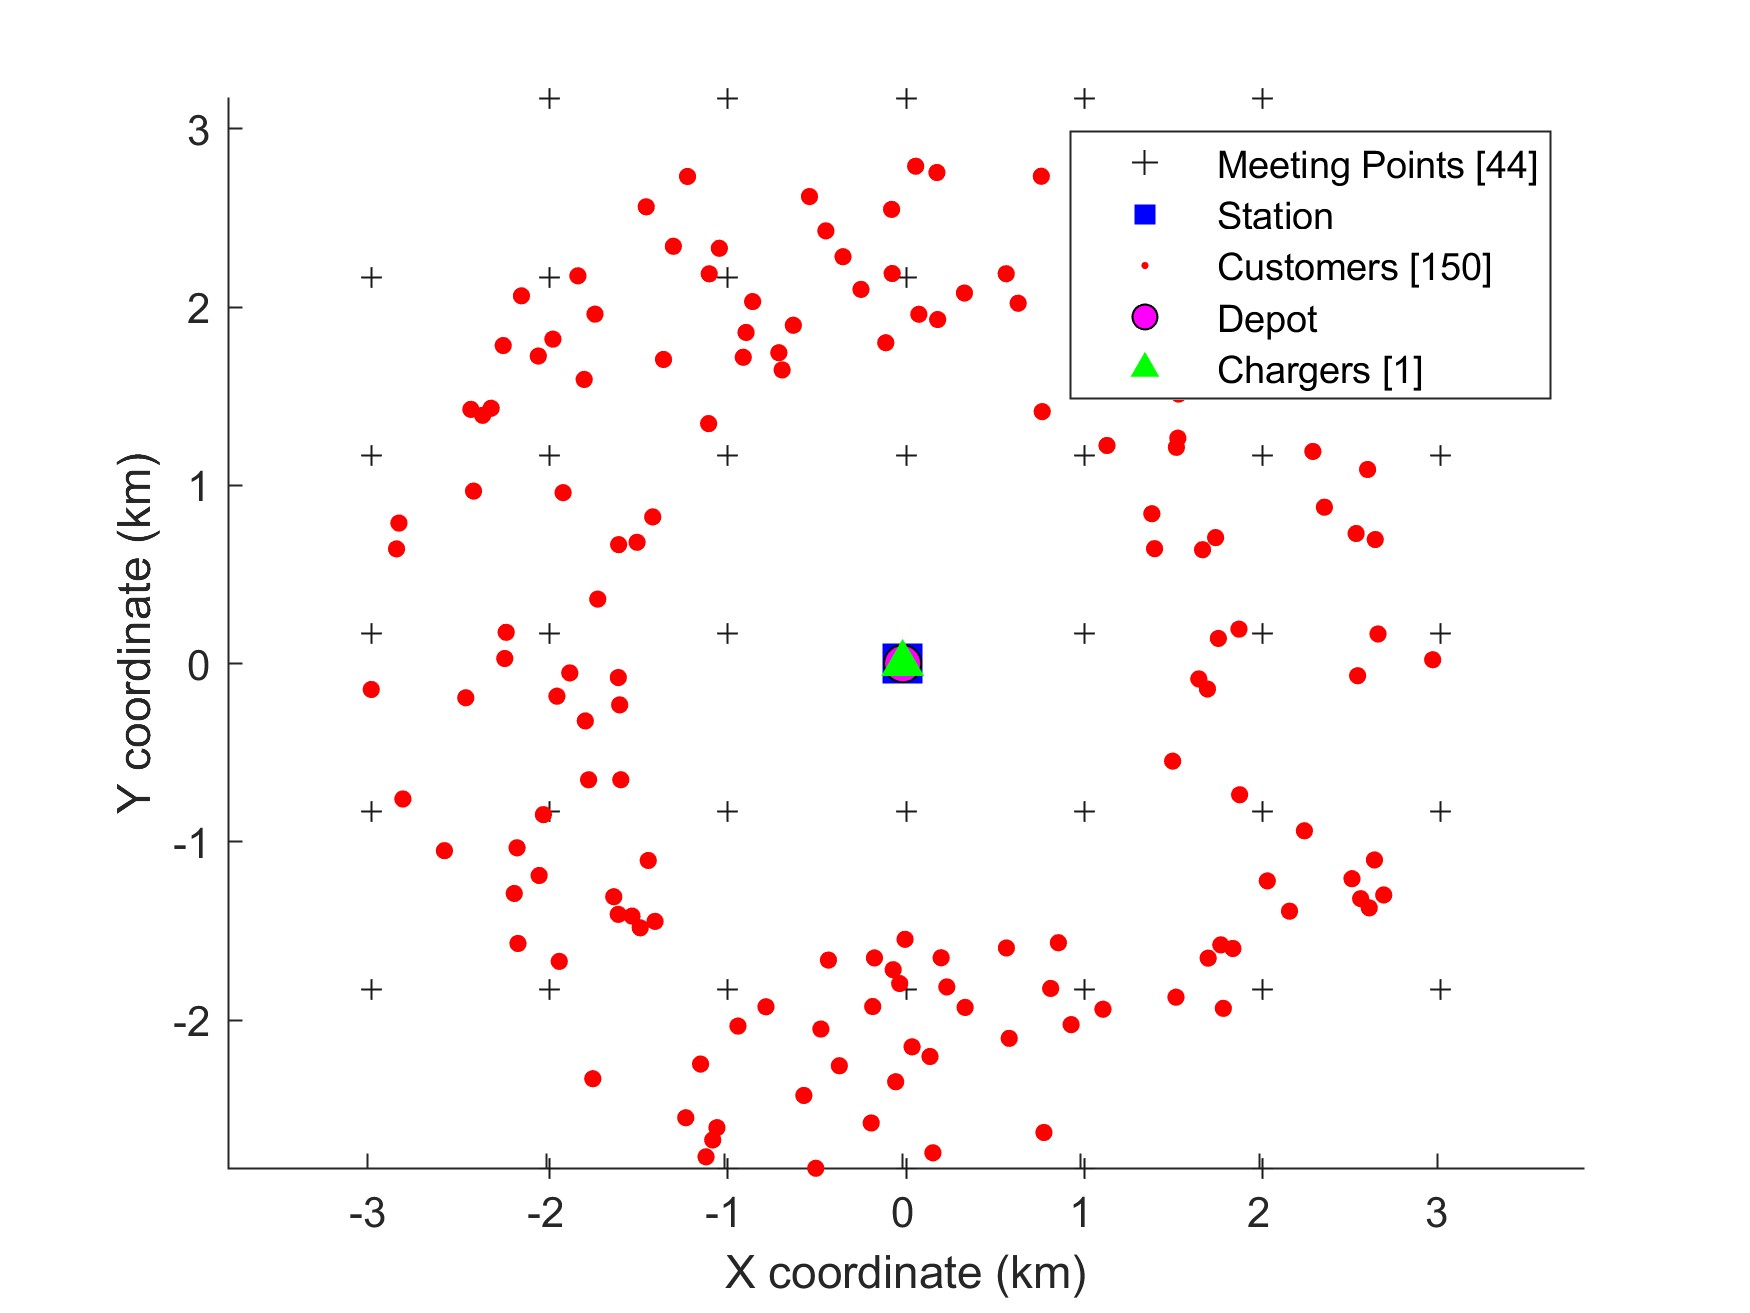 3
2
1
0
-1
-2
Y coordinate (km)
Meeting Points [44]
Station
Customers [150]
Depot
Chargers [1]
-3 -2 -1 0 1 2 3
X coordinate (km)